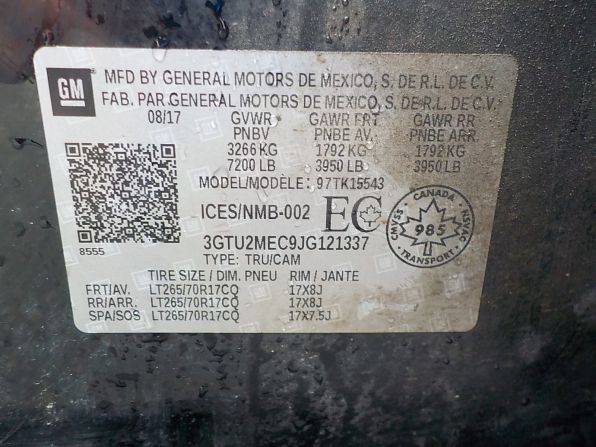 GM
MFD BY GENERAL MOTORS DE MEXICO, S. DE R.L. DE C.V.
FAB. PAR GENERAL MOTORS DE MEXICO, S. DE R.L. DE C.V.
08/17 GVWR GAWR FRT GAWR RR
PNBV PNBE AV. PNBE ARR.
3266 KG 1792 KG 1792 KG
7200 LB 3950 LB 3950 LB
MODEL/MODÈLE: 97TK15543
ICES/NMB-002 EC
CANADA
CMVSS 985 NSVAC
TRANSPORT
8555
3GTU2MEC9JG121337
TYPE: TRU/CAM
TIRE SIZE / DIM. PNEU RIM / JANTE
FRT/AV. LT265/70R17CQ 17X8J
RR/ARR. LT265/70R17CQ 17X8J
SPA/SOS LT265/70R17CQ 17X7.5J